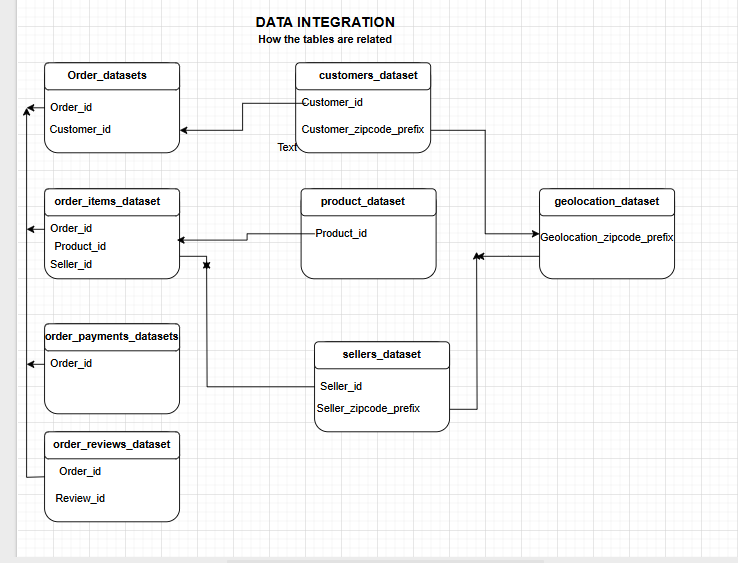 DATA INTEGRATION
How the tables are related
Order_datasets
Order_id
Customer_id
customers_dataset
Customer_id
Customer_zipcode_prefix
Text
order_items_dataset
Order_id
Product_id
Seller_id
product_dataset
Product_id
geolocation_dataset
Geolocation_zipcode_prefix
order_payments_datasets
Order_id
sellers_dataset
Seller_id
Seller_zipcode_prefix
order_reviews_dataset
Order_id
Review_id